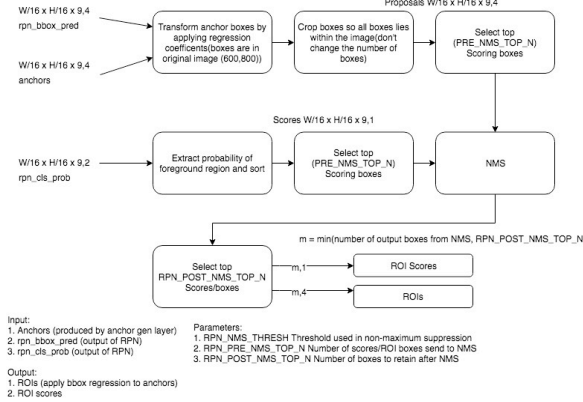 Proposals W/16 x H/16 x 9,4
W/16 x H/16 x 9,4
rpn_bbox_pred
W/16 x H/16 x 9,4
anchors
Transform anchor boxes by
applying regression
coefficents(boxes are in
original image (600,800))
Crop boxes so all boxes lies
within the image(don't
change the number of
boxes)
Select top
(PRE_NMS_TOP_N)
Scoring boxes
Scores W/16 x H/16 x 9,1
W/16 x H/16 x 9,2
rpn_cls_prob
Extract probability of
foreground region and sort
Select top
(PRE_NMS_TOP_N)
Scoring boxes
NMS
m = min(number of output boxes from NMS, RPN_POST_NMS_TOP_N
Select top
RPN_POST_NMS_TOP_N
Scores/boxes
m,1
ROI Scores
m,4
ROIs
Input:
1. Anchors (produced by anchor gen layer)
2. rpn_bbox_pred (output of RPN)
3. rpn_cls_prob (output of RPN)
Output:
1. ROIs (apply bbox regression to anchors)
2. ROI scores
Parameters:
1. RPN_NMS_THRESH Threshold used in non-maximum suppression
2. RPN_PRE_NMS_TOP_N Number of scores/ROI boxes send to NMS
3. RPN_POST_NMS_TOP_N Number of boxes to retain after NMS